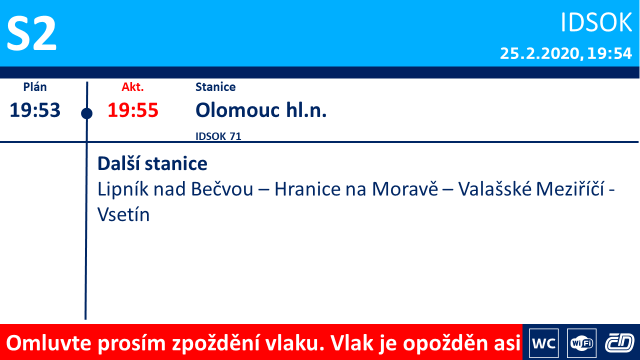 S2
IDSOK
25.2.2020, 19:54
Plán
Akt.
Stanice
19:53
19:55
Olomouc hl.n.
IDSOK 71
Další stanice
Lipník nad Bečvou – Hranice na Moravě – Valašské Meziříčí -
Vsetín
Omluvte prosím zpoždění vlaku. Vlak je opožděn asi
WC
WiFi
ČD